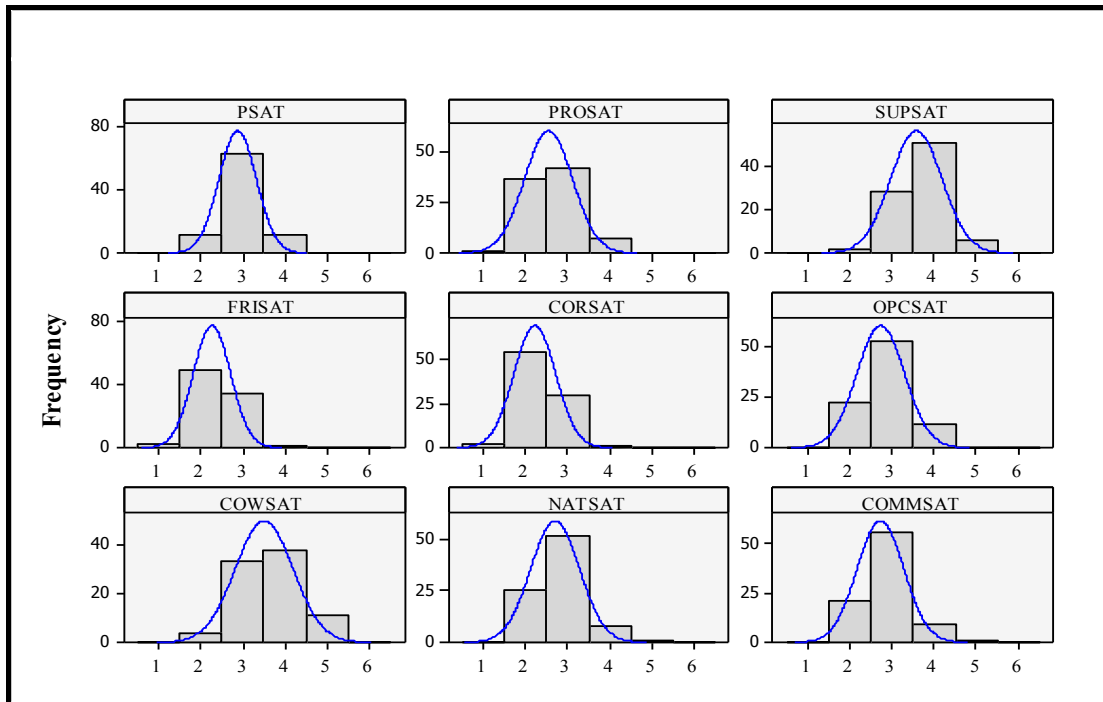 PSAT PROSAT SUPSAT
80 50 40
40 25 20
0 0 0
1 2 3 4 5 6 1 2 3 4 5 6 1 2 3 4 5 6
FRISAT CORSAT OPCSAT
80 50 50
40 25 25
0 0 0
1 2 3 4 5 6 1 2 3 4 5 6 1 2 3 4 5 6
COWSAT NATSAT COMMSAT
40 50 50
20 25 25
0 0 0
1 2 3 4 5 6 1 2 3 4 5 6 1 2 3 4 5 6
Frequency